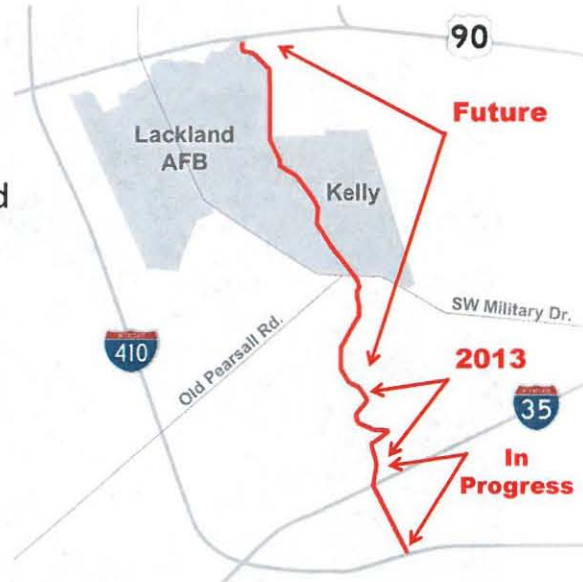 90
Future
Lackland
AFB
Kelly
d
SW Military Dr.
Old Pearsall Rd.
410
2013
35
In
Progress